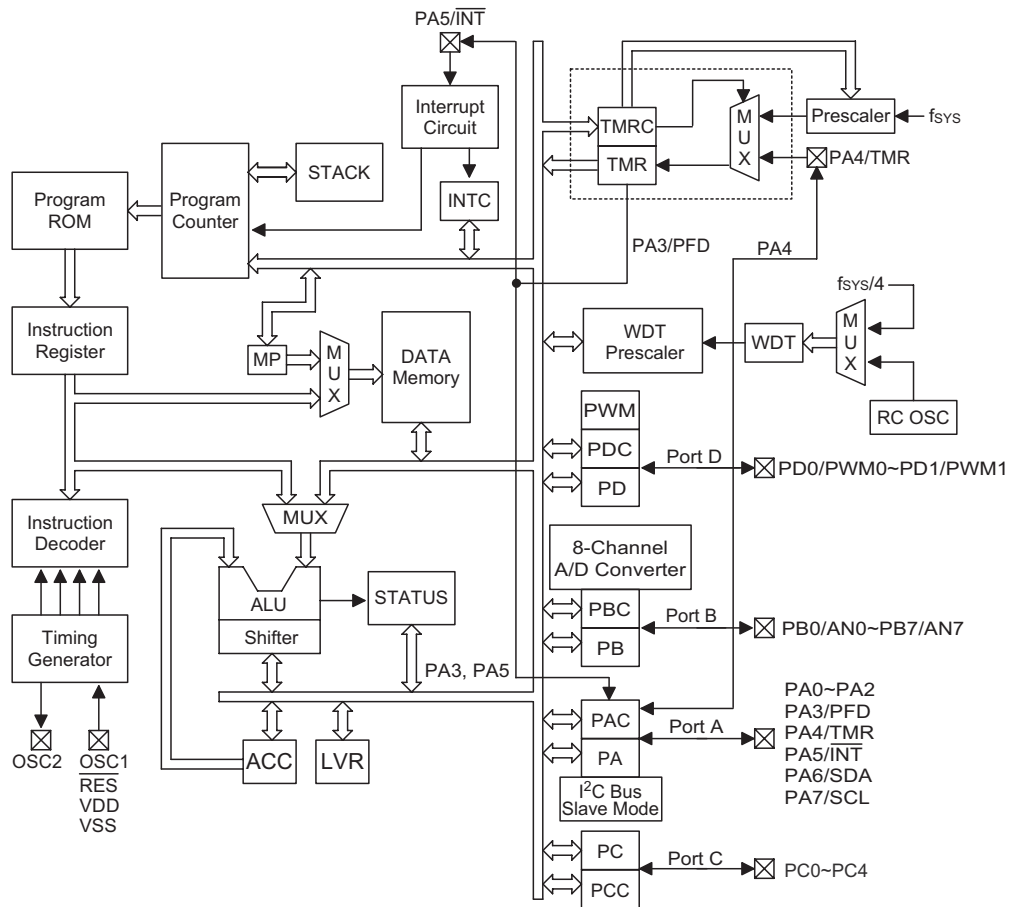 PA5/INT
Interrupt
Circuit
INTC
STACK
Program
Counter
Program
ROM
Instruction
Register
MP
MUX
DATA
Memory
TMRC
TMR
MUX
Prescaler
fSYS
PA4/TMR
PA3/PFD
PA4
fSYS/4
WDT
Prescaler
WDT
MUX
RC OSC
PWM
PDC
PD
Port D
PD0/PWM0~PD1/PWM1
Instruction
Decoder
MUX
ALU
Shifter
STATUS
8-Channel
A/D Converter
PBC
PB
Port B
PB0/AN0~PB7/AN7
Timing
Generator
OSC2
OSC1
RES
VDD
VSS
ACC
LVR
PA3, PA5
PAC
PA
I²C Bus
Slave Mode
Port A
PA0~PA2
PA3/PFD
PA4/TMR
PA5/INT
PA6/SDA
PA7/SCL
PC
PCC
Port C
PC0~PC4